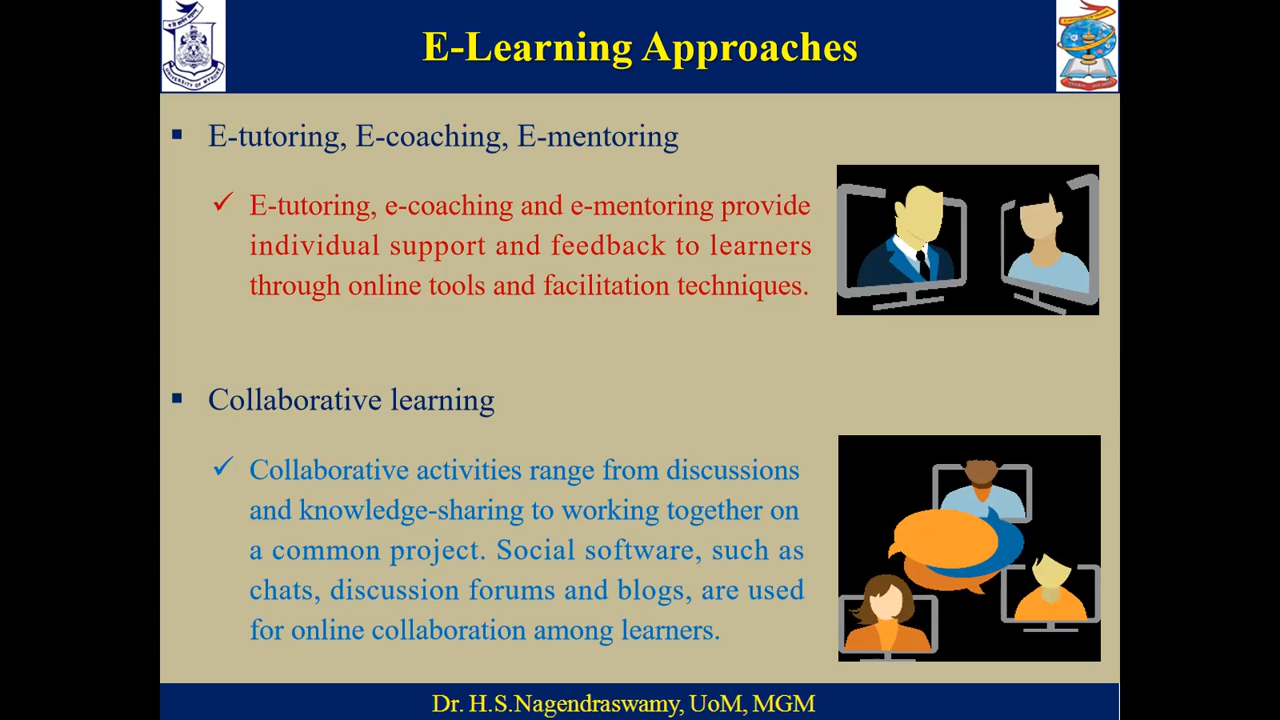 E-Learning Approaches
UNIVERSITY OF MYSORE
▪ E-tutoring, E-coaching, E-mentoring
✓ E-tutoring, e-coaching and e-mentoring provide
individual support and feedback to learners
through online tools and facilitation techniques.
▪ Collaborative learning
✓ Collaborative activities range from discussions
and knowledge-sharing to working together on
a common project. Social software, such as
chats, discussion forums and blogs, are used
for online collaboration among learners.
Dr. H.S.Nagendraswamy, UoM, MGM